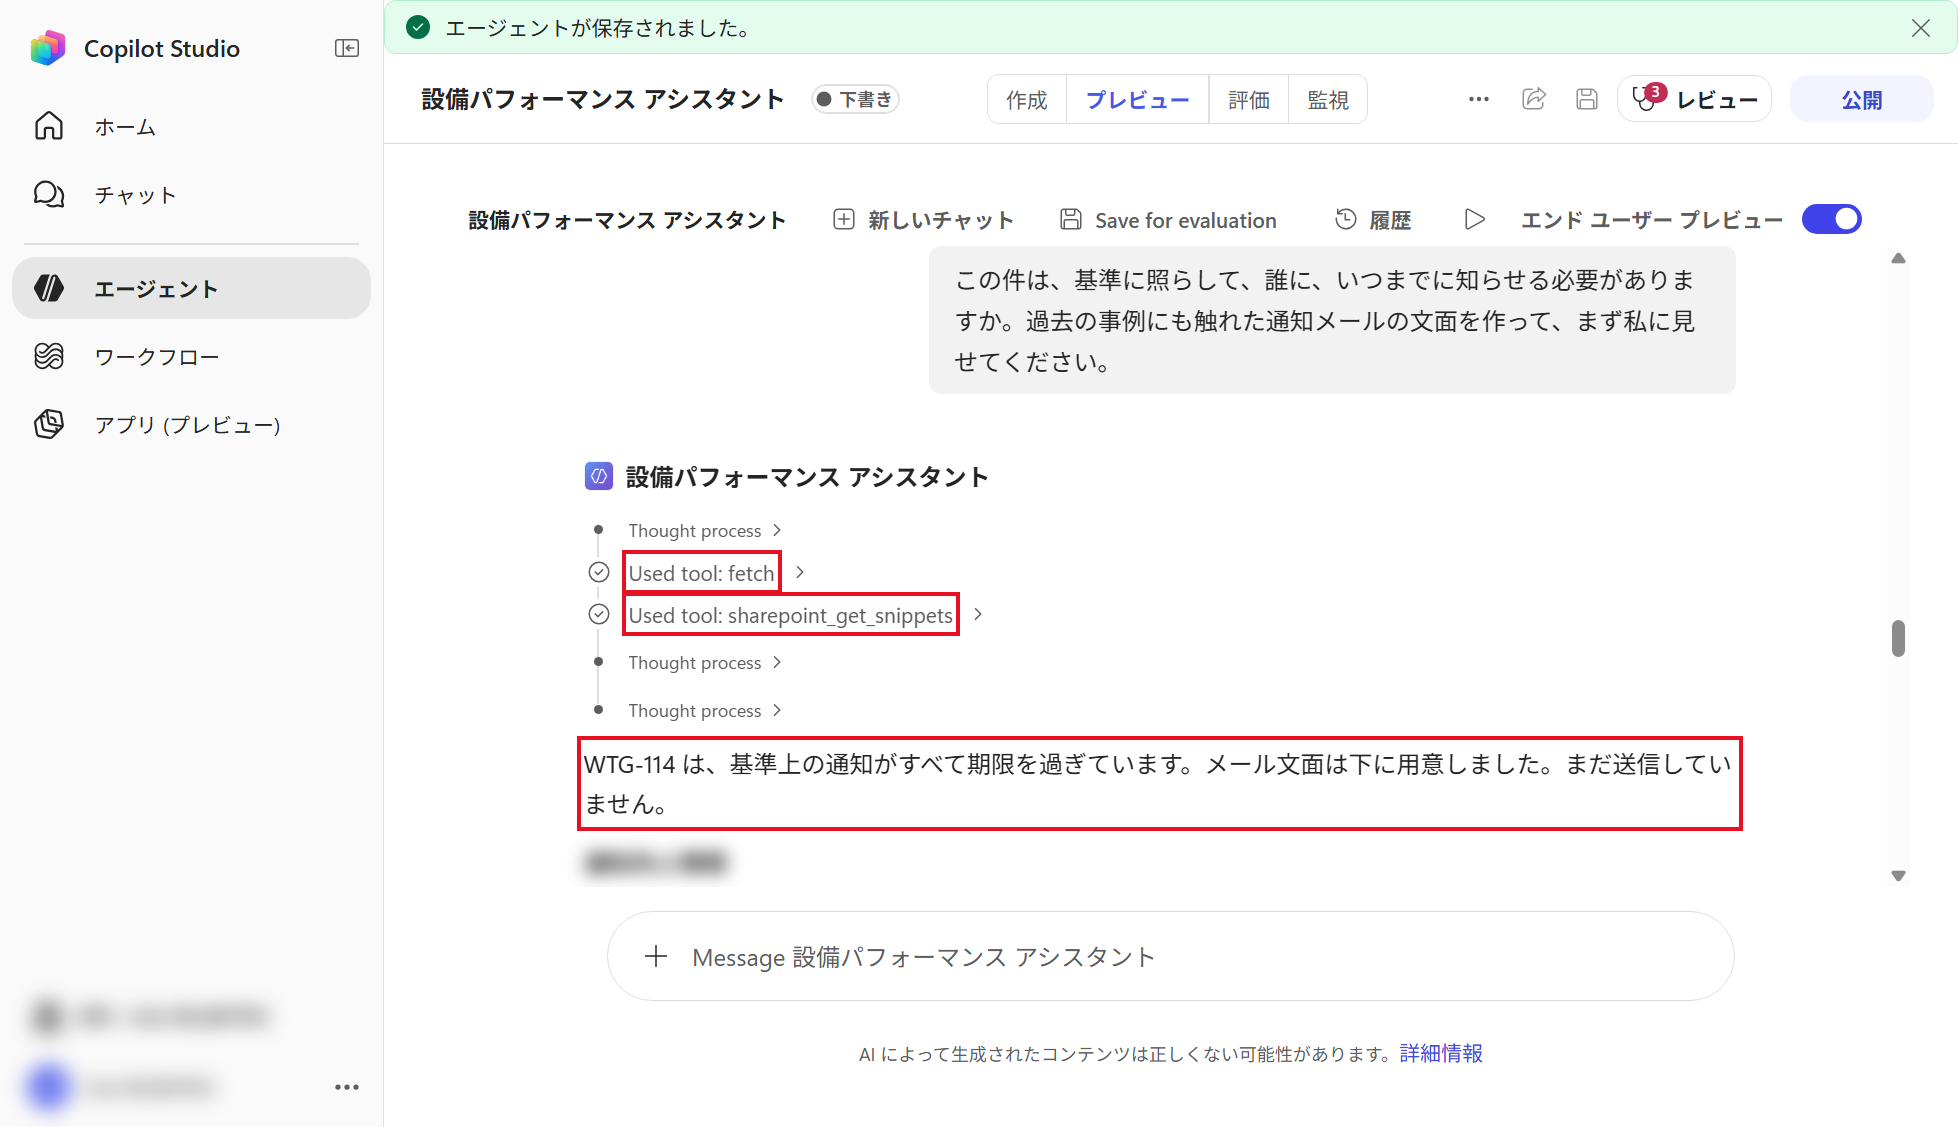 Copilot Studio
ホーム
チャット
エージェント
ワークフロー
アプリ (プレビュー)
エージェントが保存されました。
設備パフォーマンス アシスタント
下書き
作成
プレビュー
評価
監視
3
レビュー
公開
設備パフォーマンス アシスタント
新しいチャット
Save for evaluation
履歴
エンド ユーザー プレビュー
この件は、基準に照らして、誰に、いつまでに知らせる必要がありま
すか。過去の事例にも触れた通知メールの文面を作って、まず私に見
せてください。
設備パフォーマンス アシスタント
Thought process
Used tool: fetch
Used tool: sharepoint_get_snippets
Thought process
Thought process
WTG-114 は、基準上の通知がすべて期限を過ぎています。メール文面は下に用意しました。まだ送信してい
ません。
Message 設備パフォーマンス アシスタント
AI によって生成されたコンテンツは正しくない可能性があります。詳細情報